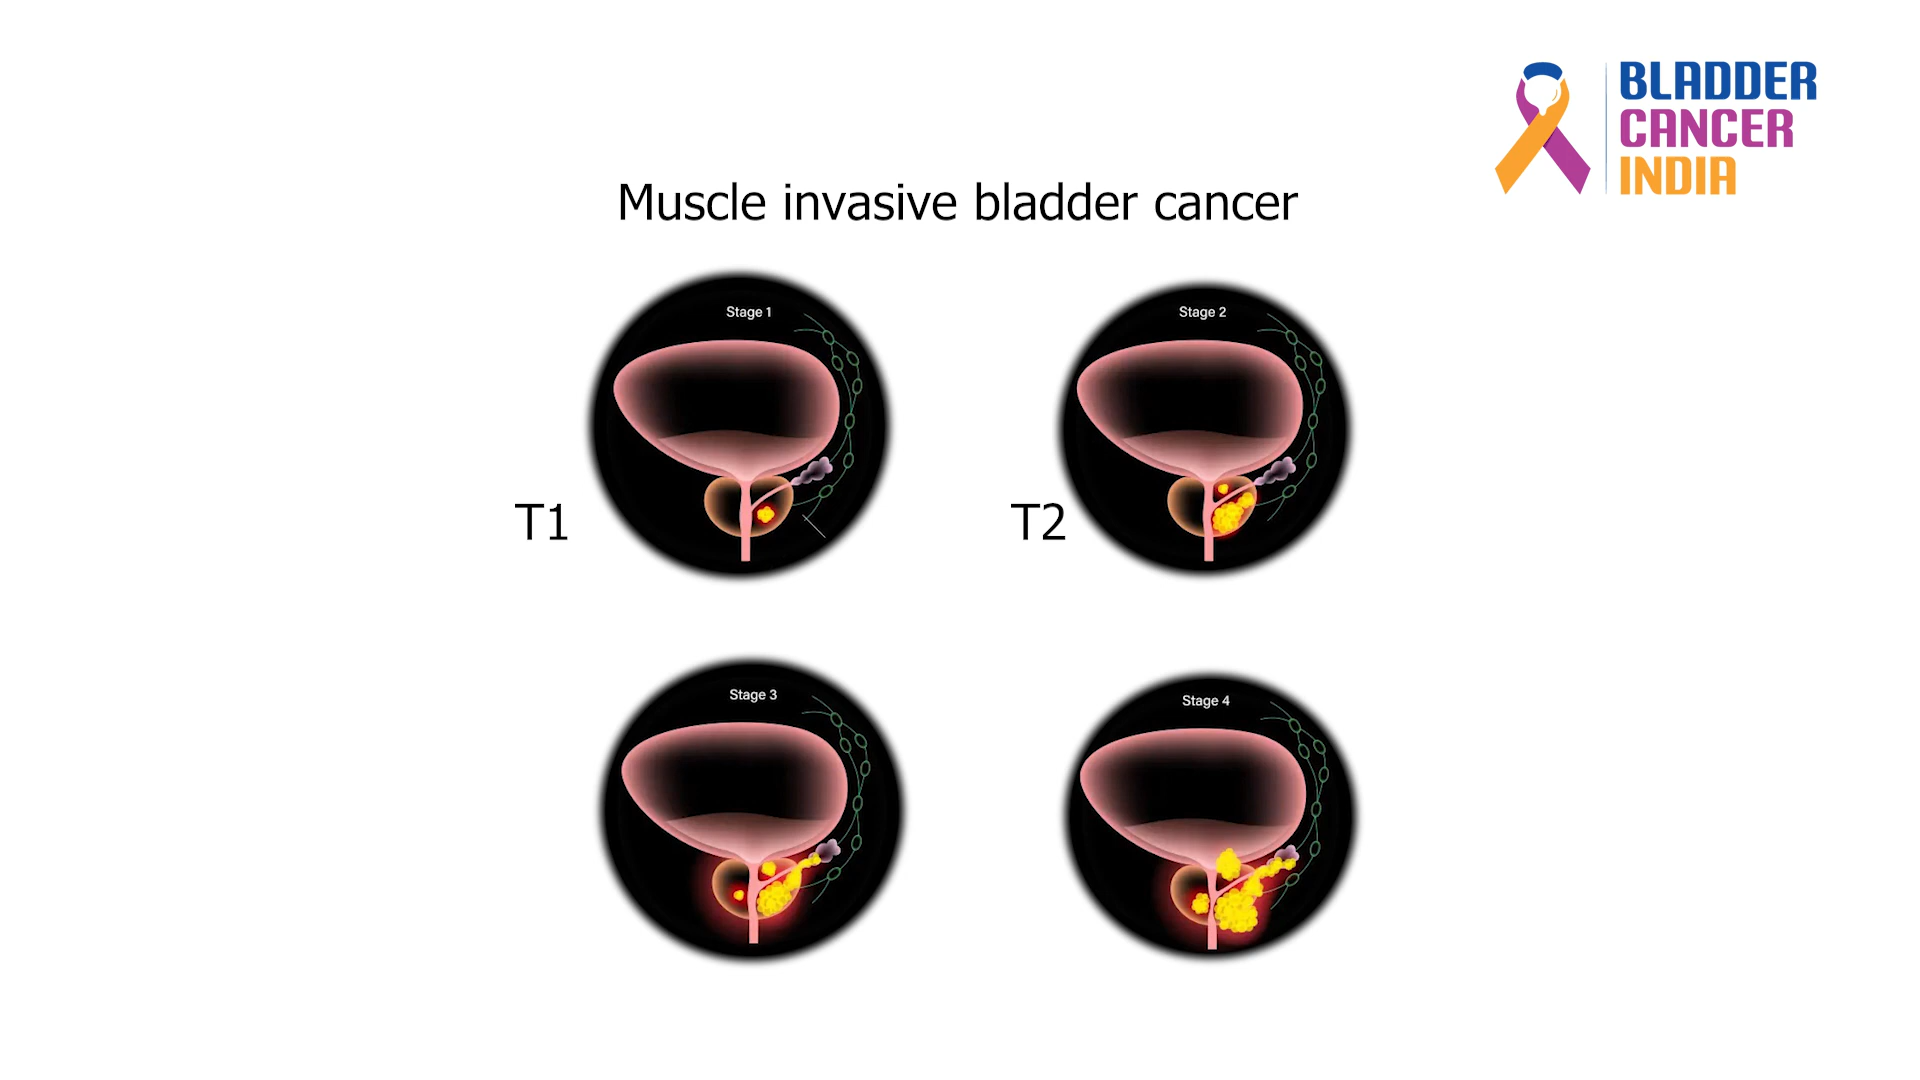 BLADDER
CANCER
INDIA
Muscle invasive bladder cancer
Stage 1
Stage 2
T1
T2
Stage 3
Stage 4